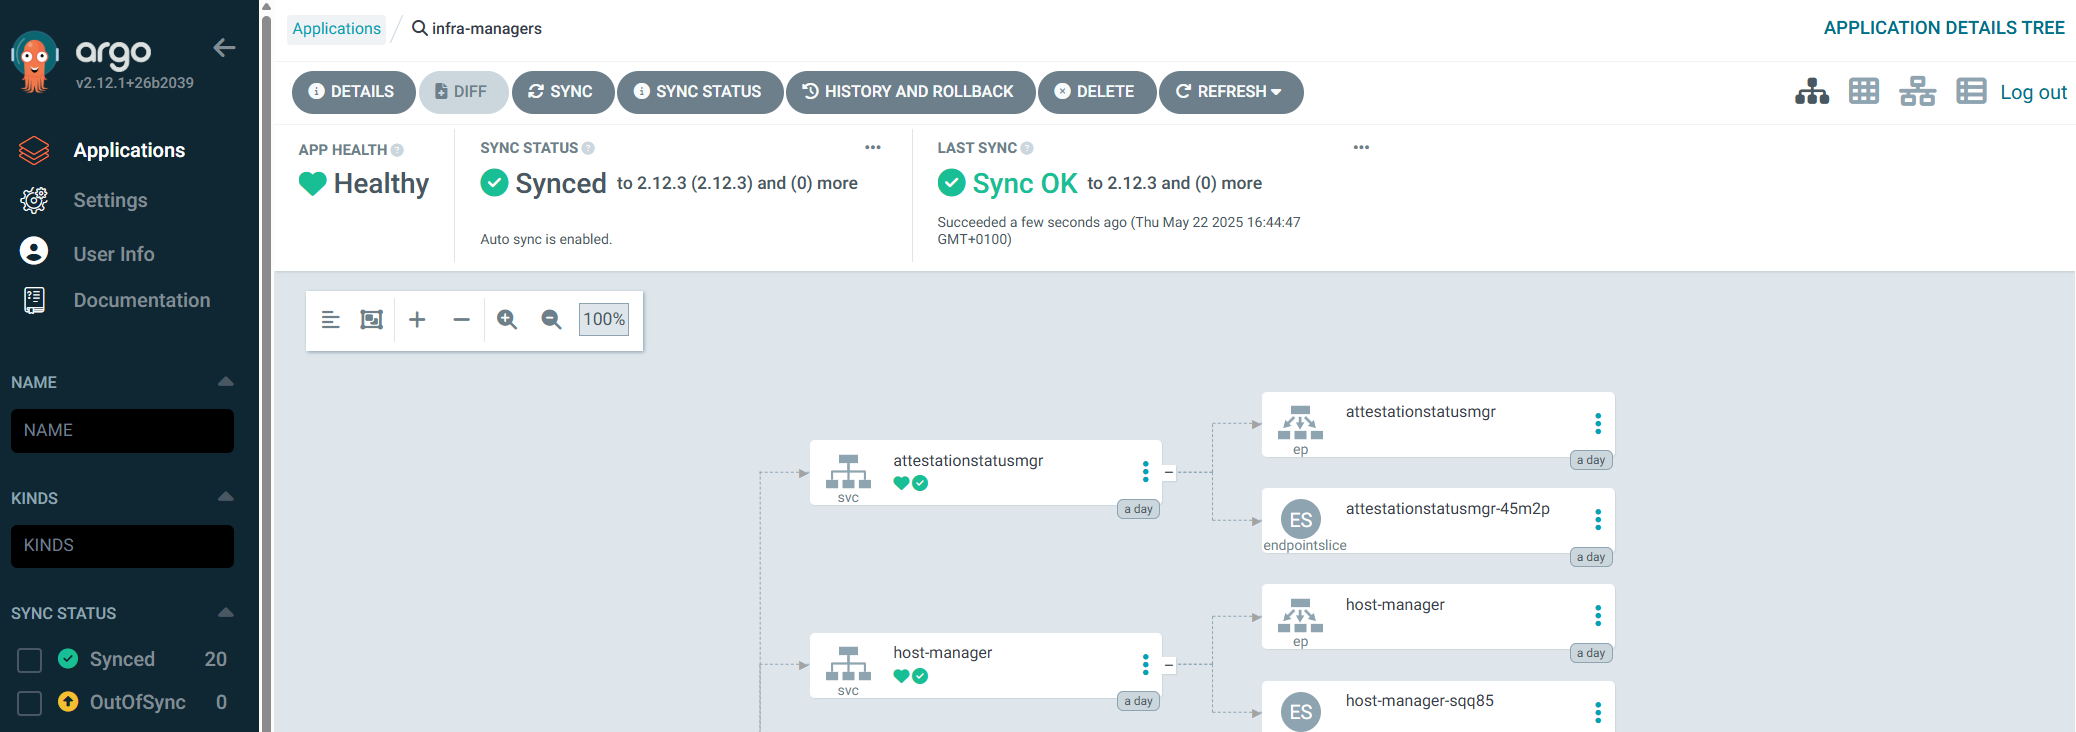 argo
v2.12.1+26b2039
Applications
Settings
User Info
Documentation
NAME
NAME
KINDS
KINDS
SYNC STATUS
Synced 20
OutOfSync 0
Applications / infra-managers
APPLICATION DETAILS TREE
DETAILS DIFF SYNC SYNC STATUS HISTORY AND ROLLBACK DELETE REFRESH
Log out
APP HEALTH
Healthy
SYNC STATUS
Synced to 2.12.3 (2.12.3) and (0) more
Auto sync is enabled.
LAST SYNC
Sync OK to 2.12.3 and (0) more
Succeeded a few seconds ago (Thu May 22 2025 16:44:47
GMT+0100)
100%
attestationstatusmgr
svc
a day
attestationstatusmgr
ep
a day
ES
attestationstatusmgr-45m2p
endpointslice
a day
host-manager
svc
a day
host-manager
ep
a day
ES
host-manager-sqq85